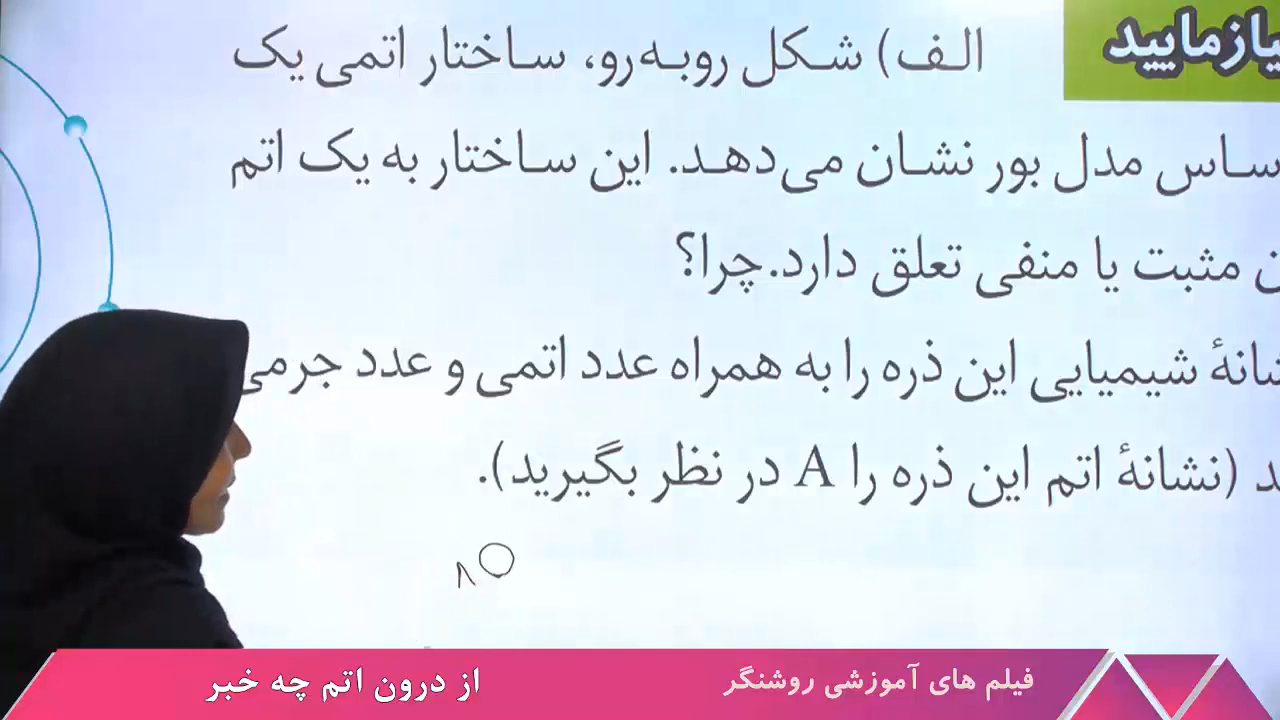 یازمایید
الف) شکل روبه‌رو، ساختار اتمی یک
ساس مدل بور نشان می‌دهد. این ساختار به یک اتم
ن مثبت یا منفی تعلق دارد. چرا؟
شانهٔ شیمیایی این ذره را به همراه عدد اتمی و عدد جرمی
د (نشانهٔ اتم این ذره را A در نظر بگیرید).
۸O
فیلم های آموزشی روشنگر
از درون اتم چه خبر